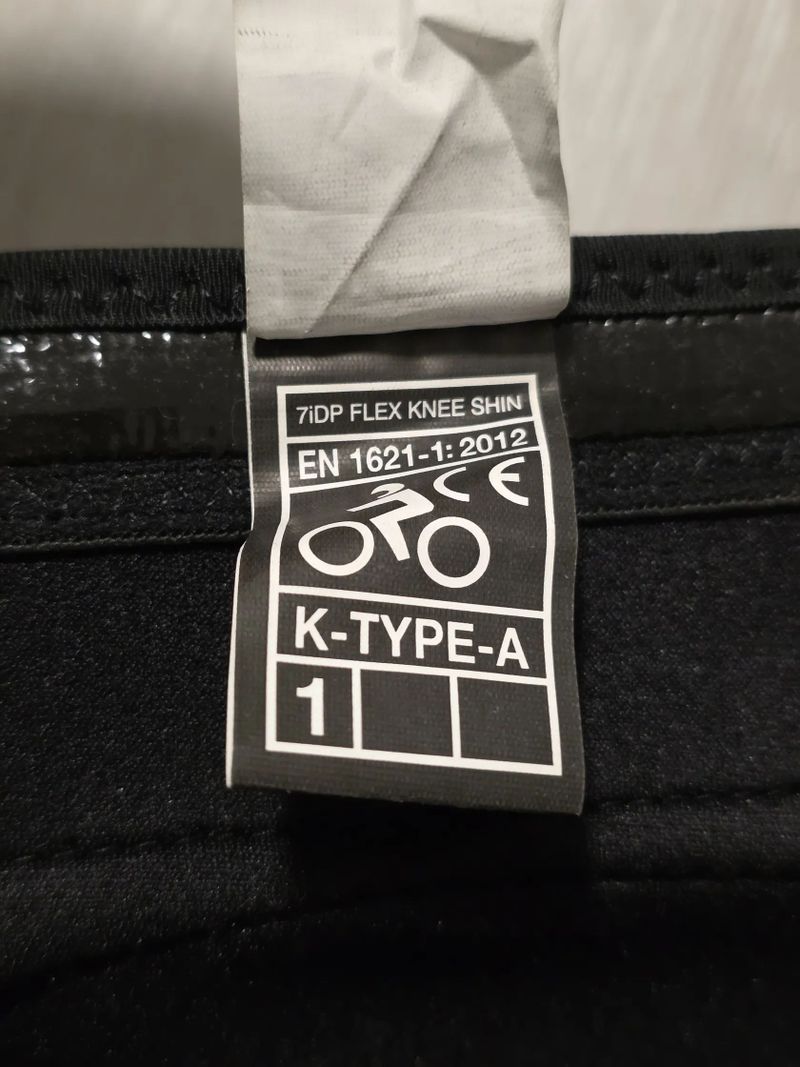 7iDP FLEX KNEE SHIN
EN 1621-1: 2012
CE
K-TYPE-A
1